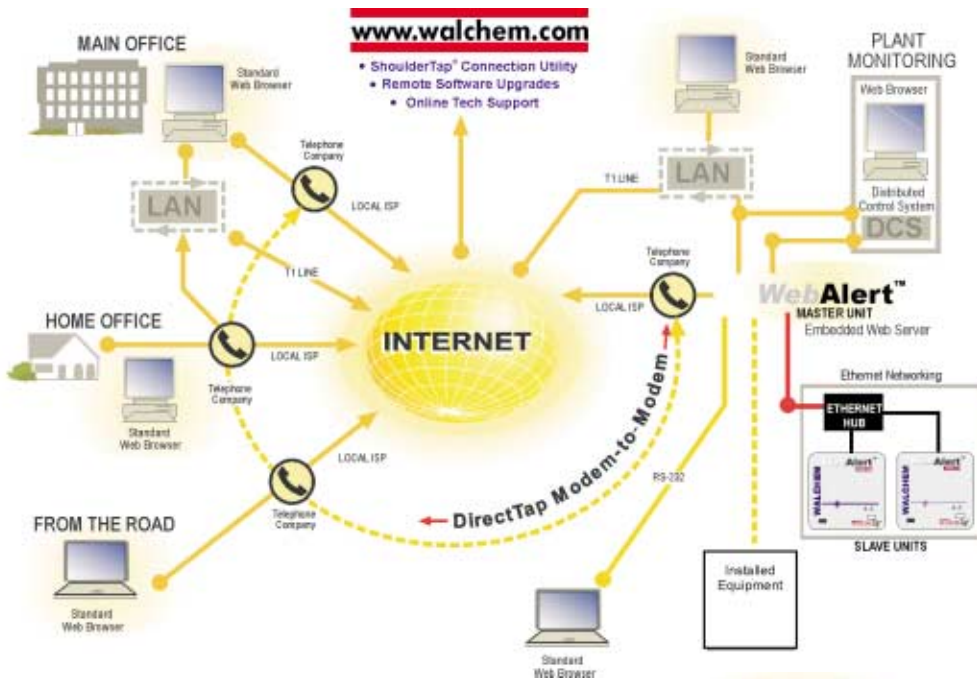 www.walchem.com
• ShoulderTap® Connection Utility
• Remote Software Upgrades
• Online Tech Support
MAIN OFFICE
Standard
Web Browser
Telephone
Company
LOCAL ISP
LAN
T1 LINE
HOME OFFICE
LOCAL ISP
Telephone
Company
Standard
Web Browser
FROM THE ROAD
LOCAL ISP
Telephone
Company
Standard
Web Browser
INTERNET
Standard
Web Browser
T1 LINE
LAN
PLANT
MONITORING
Web Browser
Distributed
Control System
DCS
Telephone
Company
LOCAL ISP
WebAlert™
MASTER UNIT
Embedded Web Server
Ethernet Networking
ETHERNET
HUB
WALCHEM
Alert™
WALCHEM
Alert™
SLAVE UNITS
DirectTap Modem-to-Modem
RS-232
Standard
Web Browser
Installed
Equipment